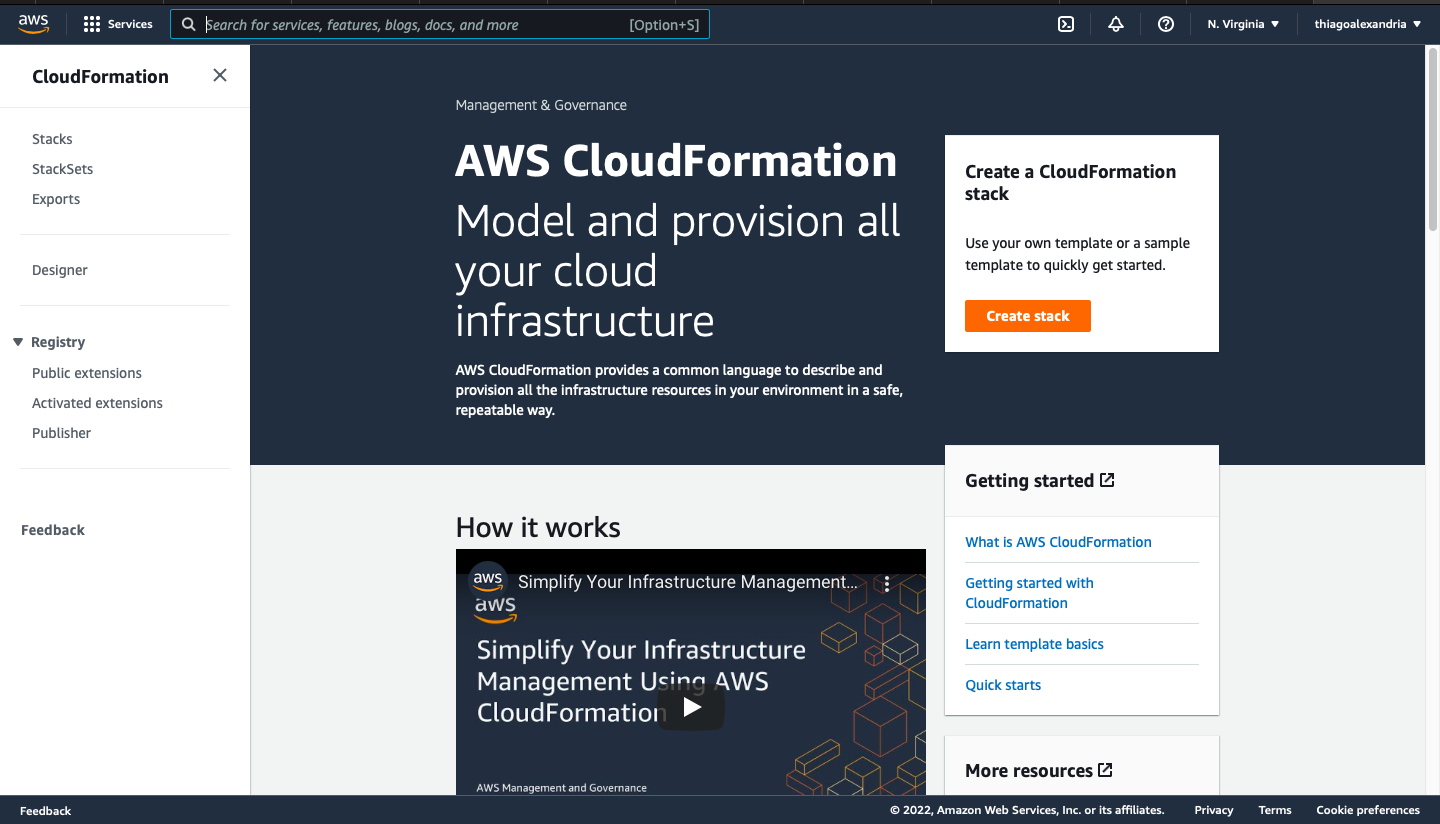 aws
Services
Search for services, features, blogs, docs, and more
[Option+S]
N. Virginia
thiagoalexandria
CloudFormation
Stacks
StackSets
Exports
Designer
Registry
Public extensions
Activated extensions
Publisher
Feedback
Management & Governance
AWS CloudFormation
Model and provision all
your cloud
infrastructure
AWS CloudFormation provides a common language to describe and
provision all the infrastructure resources in your environment in a safe,
repeatable way.
Create a CloudFormation
stack
Use your own template or a sample
template to quickly get started.
Create stack
How it works
aws
Simplify Your Infrastructure Management...
aws
Simplify Your Infrastructure
Management Using AWS
CloudFormation
AWS Management and Governance
Getting started
What is AWS CloudFormation
Getting started with
CloudFormation
Learn template basics
Quick starts
More resources
Feedback
© 2022, Amazon Web Services, Inc. or its affiliates.
Privacy
Terms
Cookie preferences